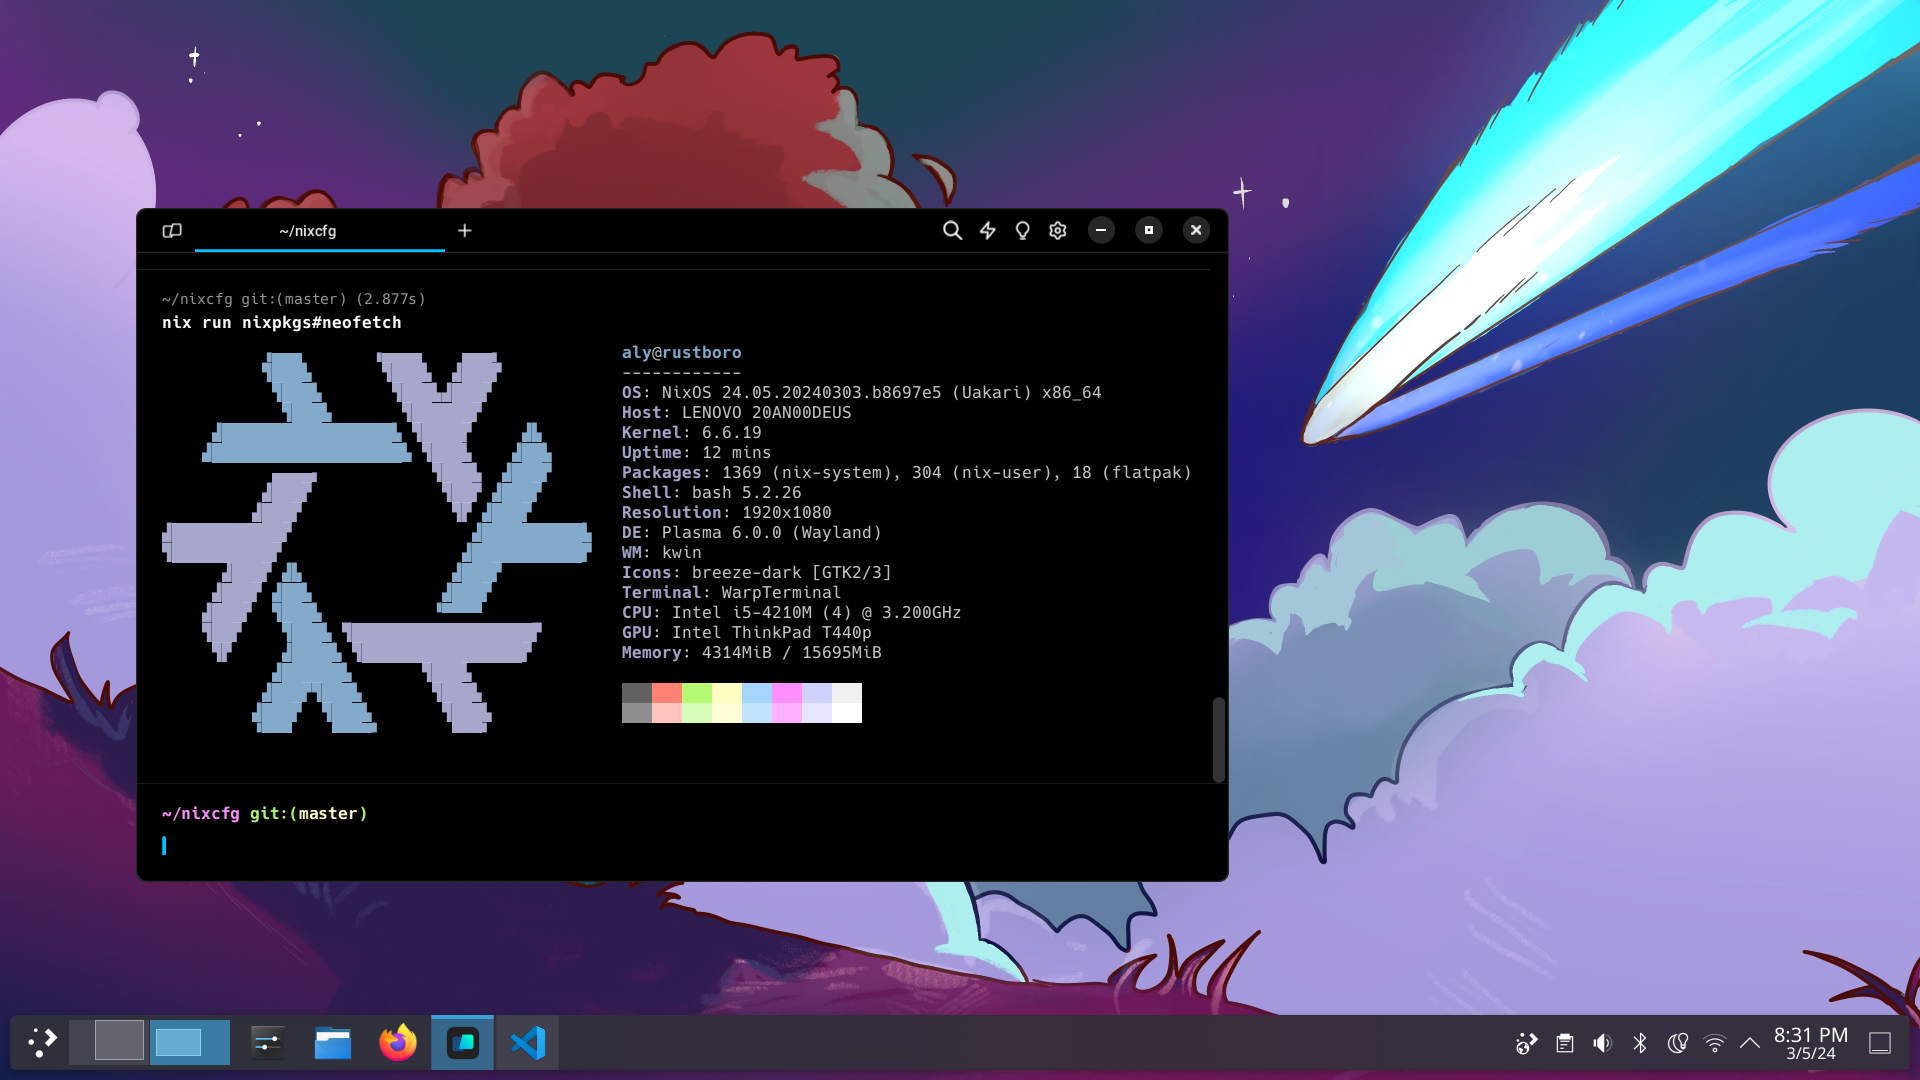 ~/nixcfg
~/nixcfg git:(master) (2.877s)
nix run nixpkgs#neofetch
aly@rustboro
------------
OS: NixOS 24.05.20240303.b8697e5 (Uakari) x86_64
Host: LENOVO 20AN00DEUS
Kernel: 6.6.19
Uptime: 12 mins
Packages: 1369 (nix-system), 304 (nix-user), 18 (flatpak)
Shell: bash 5.2.26
Resolution: 1920x1080
DE: Plasma 6.0.0 (Wayland)
WM: kwin
Icons: breeze-dark [GTK2/3]
Terminal: WarpTerminal
CPU: Intel i5-4210M (4) @ 3.200GHz
GPU: Intel ThinkPad T440p
Memory: 4314MiB / 15695MiB
~/nixcfg git:(master)
8:31 PM
3/5/24